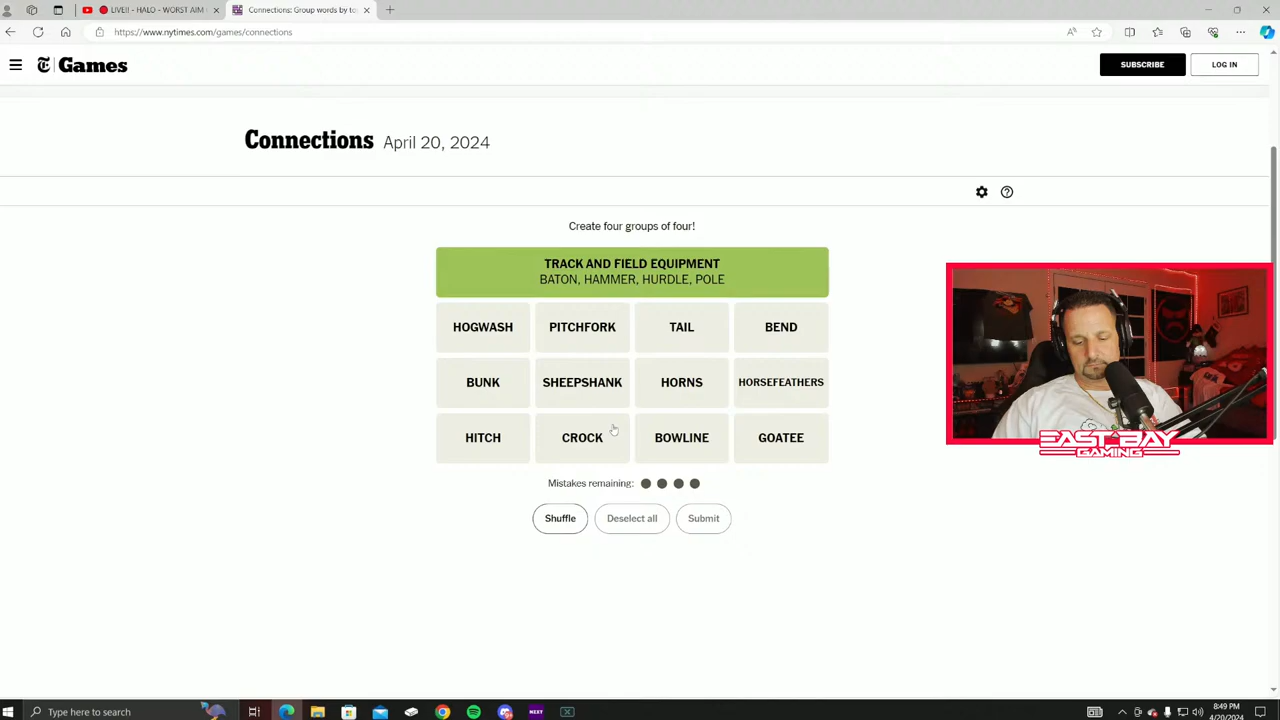 LIVE!! - HALO - WORST AIM
Connections: Group words by to
https://www.nytimes.com/games/connections
Games
SUBSCRIBE
LOG IN
Connections April 20, 2024
Create four groups of four!
TRACK AND FIELD EQUIPMENT
BATON, HAMMER, HURDLE, POLE
HOGWASH PITCHFORK TAIL BEND
BUNK SHEEPSHANK HORNS HORSEFEATHERS
HITCH CROCK BOWLINE GOATEE
Mistakes remaining:
Shuffle Deselect all Submit
EAST BAY
GAMING
Type here to search
NEXT
8:49 PM
4/20/2024